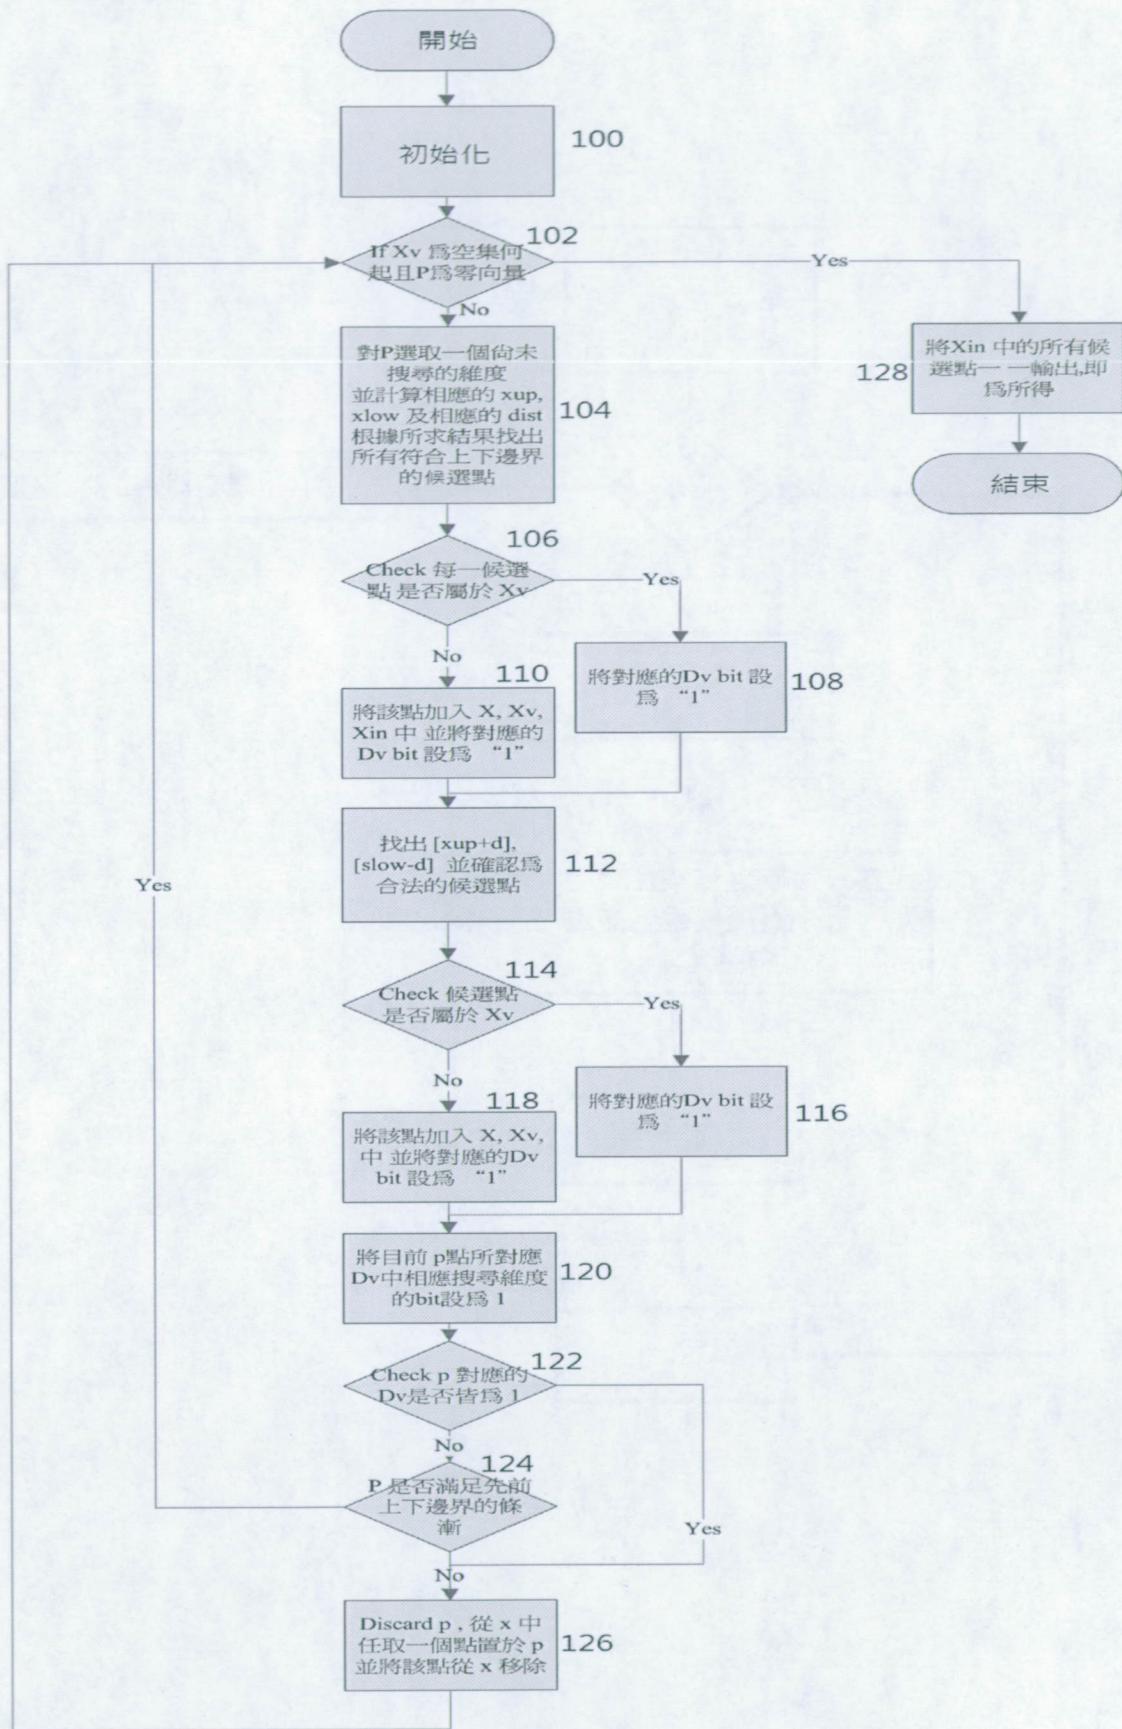 開始
初始化
100
If Xv 為空集何
起且P為零向量
102
Yes
No
對P選取一個尙未
搜尋的維度
並計算相應的 xup,
xlow 及相應的 dist
根據所求結果找出
所有符合上下邊界
的候選點
104
128
將Xin 中的所有候
選點一 一輸出,即
為所得
結束
106
Check 每一候選
點 是否屬於 Xv
Yes
No
將對應的Dv bit 設
為 “1”
108
110
將該點加入 X, Xv,
Xin 中 並將對應的
Dv bit 設為 “1”
找出 [xup+d],
[slow-d] 並確認為
合法的候選點
112
Yes
114
Check 候選點
是否屬於 Xv
Yes
No
將對應的Dv bit 設
為 “1”
116
118
將該點加入 X, Xv,
中 並將對應的Dv
bit 設為 “1”
將目前 p點所對應
Dv中相應搜尋維度
的bit設為 1
120
122
Check p 對應的
Dv是否皆為 1
No
Yes
124
P 是否滿足先前
上下邊界的條
漸
No
Discard p , 從 x 中
任取一個點置於 p
並將該點從 x 移除
126